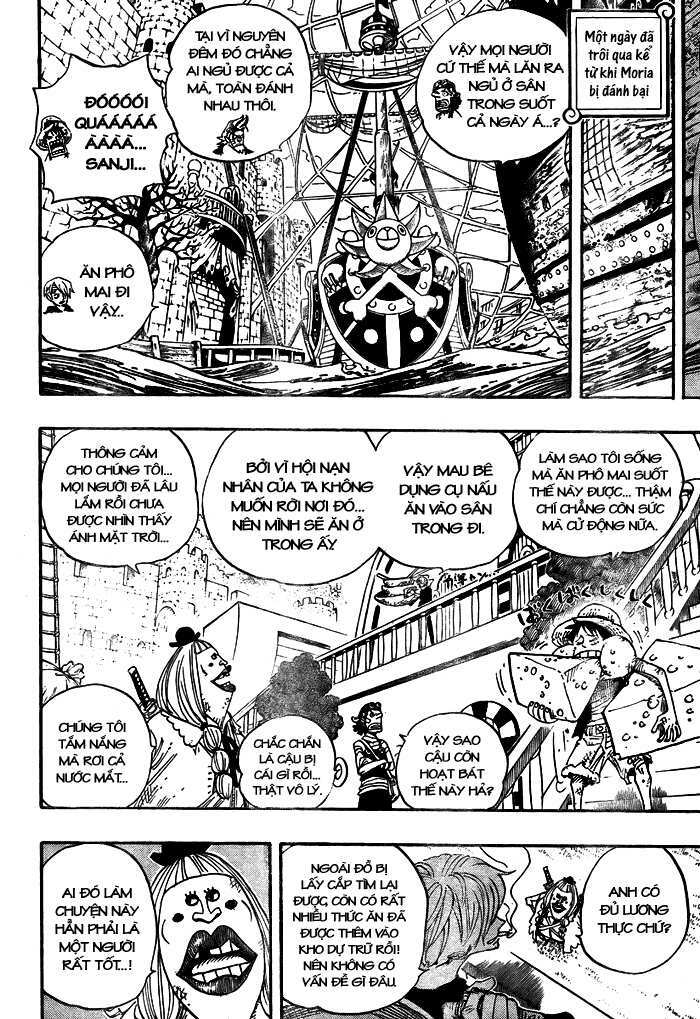 Một ngày đã
trôi qua kể
từ khi Moria
bị đánh bại
VẬY MỌI NGƯỜI
CỨ THẾ MÀ LĂN RA
NGỦ Ở SÂN
TRONG SUỐT
CẢ NGÀY Á...?
TẠI VÌ NGUYÊN
ĐÊM ĐÓ CHẲNG
AI NGỦ ĐƯỢC CẢ
MÀ, TOÀN ĐÁNH
NHAU THÔI.
ĐÓÓÓÓI
QUÁÁÁÁÁ
ÀÀÀÀ...
SANJI...
ĂN PHÔ
MAI ĐI
VẬY..
LÀM SAO TÔI SỐNG
MÀ ĂN PHÔ MAI SUỐT
THẾ NÀY ĐƯỢC... THẬM
CHÍ CHẲNG CÒN SỨC
MÀ CỬ ĐỘNG NỮA.
VẬY MAU BÊ
DỤNG CỤ NẤU
ĂN VÀO SÂN
TRONG ĐI.
BỞI VÌ HỘI NẠN
NHÂN CỦA TA KHÔNG
MUỐN RỜI NƠI ĐÓ...
NÊN MÌNH SẼ ĂN Ở
TRONG ẤY.
THÔNG CẢM
CHO CHÚNG TÔI...
MỌI NGƯỜI ĐÃ LÂU
LẮM RỒI CHƯA
ĐƯỢC NHÌN THẤY
ÁNH MẶT TRỜI...
ばくばくしくしく
VẬY SAO
CẬU CÒN
HOẠT BÁT
THẾ NÀY HẢ?
CHẮC CHẮN
LÀ CẬU BỊ
CÁI GÌ RỒI...
THẬT VÔ LÝ.
CHÚNG TÔI
TẮM NẮNG
MÀ RƠI CẢ
NƯỚC MẮT...
ANH CÓ
ĐỦ LƯƠNG
THỰC CHỨ?
NGOÀI ĐỒ BỊ
LẤY CẮP TÌM LẠI
ĐƯỢC, CÒN CÓ RẤT
NHIỀU THỨC ĂN ĐÃ
ĐƯỢC THÊM VÀO
KHO DỰ TRỮ RỒI!
NÊN KHÔNG CÓ
VẤN ĐỀ GÌ ĐÂU.
AI ĐÓ LÀM
CHUYỆN NÀY
HẲN PHẢI LÀ
MỘT NGƯỜI
RẤT TỐT...!